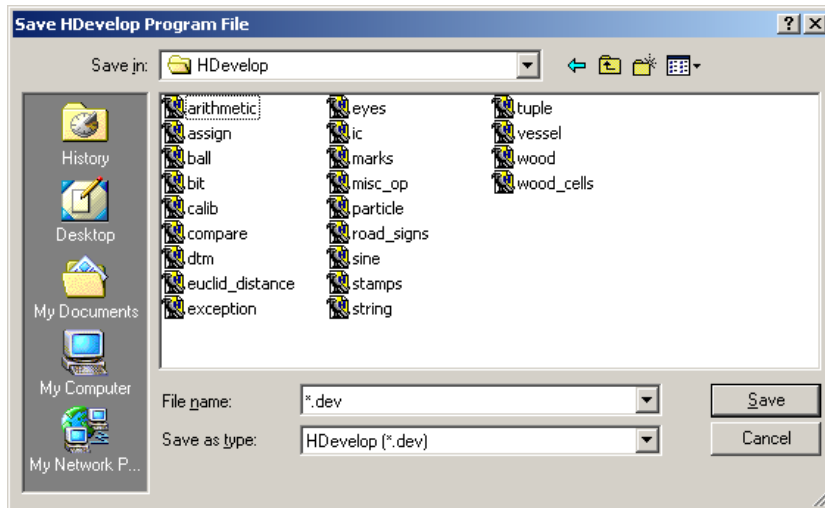 Save HDevelop Program File
Save in:
HDevelop
History
Desktop
My Documents
My Computer
My Network P...
arithmetic
assign
ball
bit
calib
compare
dtm
euclid_distance
exception
eyes
ic
marks
misc_op
particle
road_signs
sine
stamps
string
tuple
vessel
wood
wood_cells
File name:
*.dev
Save
Save as type:
HDevelop (*.dev)
Cancel